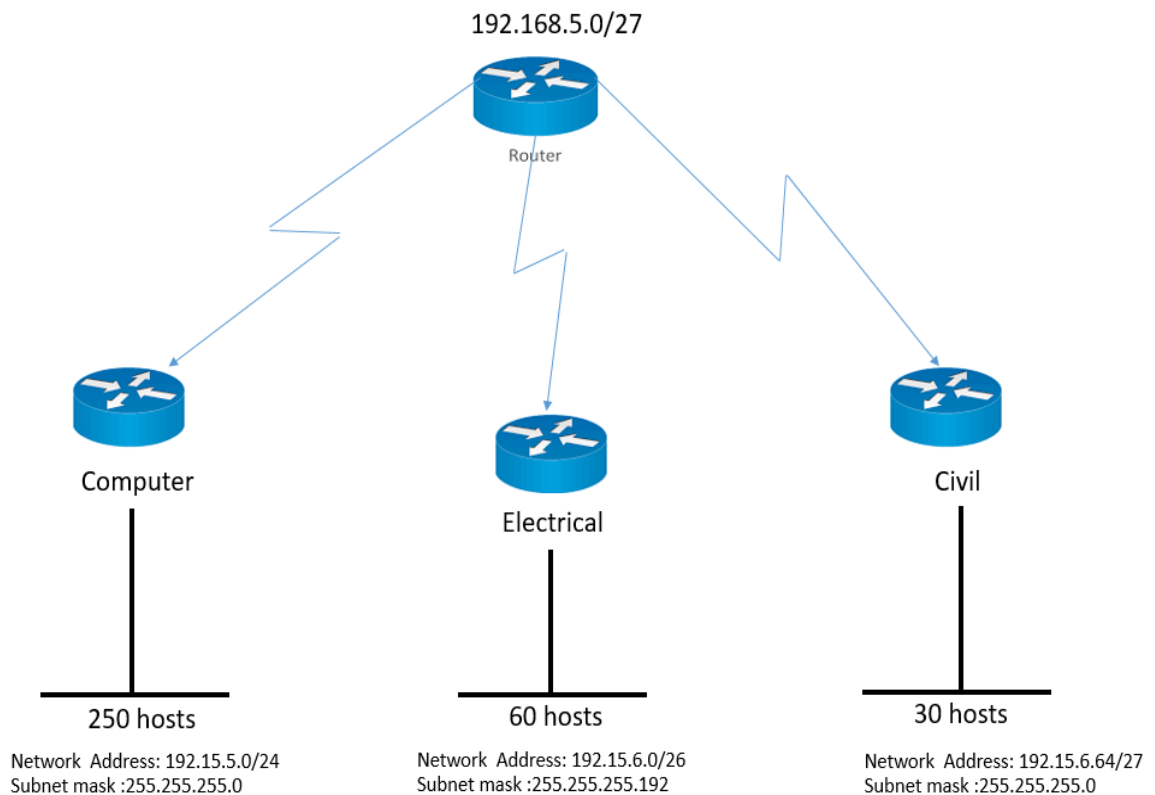 192.168.5.0/27
Router
Computer
Electrical
Civil
250 hosts
60 hosts
30 hosts
Network Address: 192.15.5.0/24
Subnet mask :255.255.255.0
Network Address: 192.15.6.0/26
Subnet mask :255.255.255.192
Network Address: 192.15.6.64/27
Subnet mask :255.255.255.0